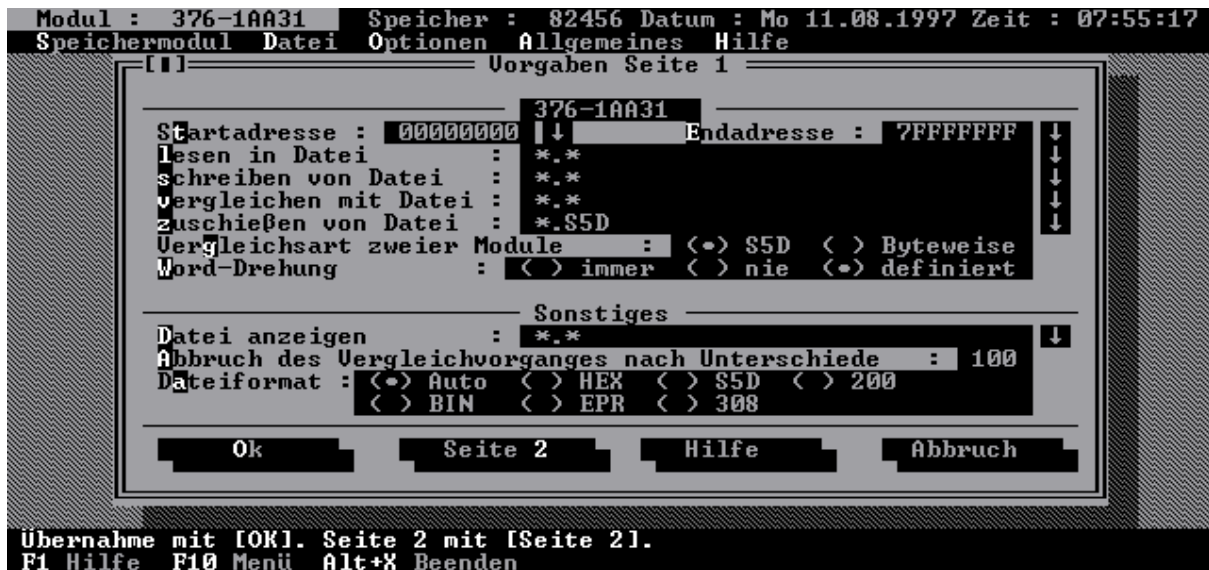 Modul : 376-1AA31 Speicher : 82456 Datum : Mo 11.08.1997 Zeit : 07:55:17
Speichermodul Datei Optionen Allgemeines Hilfe
Vorgaben Seite 1
376-1AA31
Startadresse : 00000000 ↓ Endadresse : 7FFFFFFF ↓
lesen in Datei : *.* ↓
schreiben von Datei : *.* ↓
vergleichen mit Datei : *.* ↓
zuschießen von Datei : *.S5D ↓
Vergleichsart zweier Module : (•) S5D ( ) Byteweise
Word-Drehung : ( ) immer ( ) nie (•) definiert
Sonstiges
Datei anzeigen : *.* ↓
Abbruch des Vergleichvorganges nach Unterschiede : 100
Dateiformat : (•) Auto ( ) HEX ( ) S5D ( ) 200
( ) BIN ( ) EPR ( ) 308
Ok Seite 2 Hilfe Abbruch
Übernahme mit [OK]. Seite 2 mit [Seite 2].
F1 Hilfe F10 Menü Alt+X Beenden